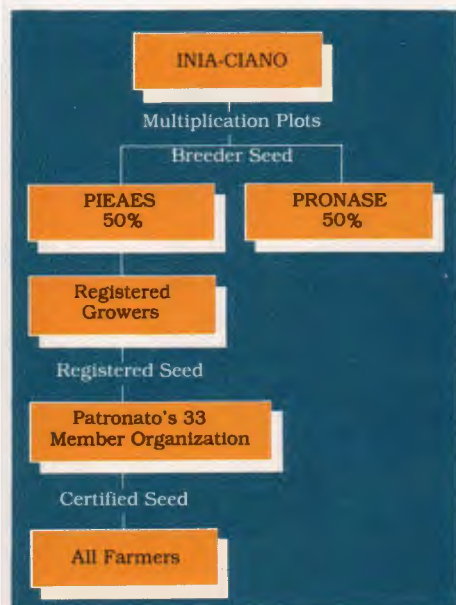 INIA-CIANO
Multiplication Plots
Breeder Seed
PIEAES
50%
PRONASE
50%
Registered
Growers
Registered Seed
Patronato's 33
Member Organization
Certified Seed
All Farmers